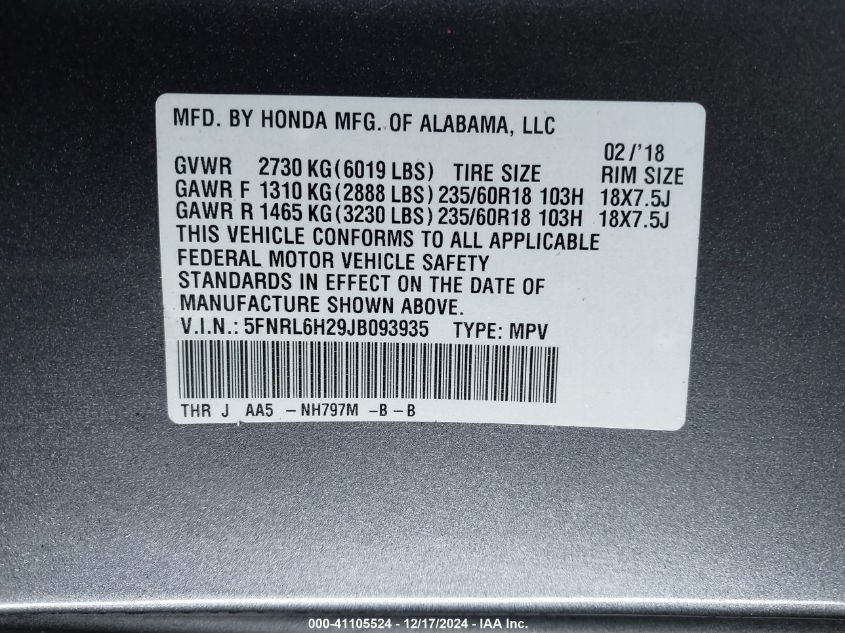 MFD. BY HONDA MFG. OF ALABAMA, LLC
02/'18
GVWR 2730 KG(6019 LBS) TIRE SIZE RIM SIZE
GAWR F 1310 KG(2888 LBS) 235/60R18 103H 18X7.5J
GAWR R 1465 KG(3230 LBS) 235/60R18 103H 18X7.5J
THIS VEHICLE CONFORMS TO ALL APPLICABLE
FEDERAL MOTOR VEHICLE SAFETY
STANDARDS IN EFFECT ON THE DATE OF
MANUFACTURE SHOWN ABOVE.
V.I.N.: 5FNRL6H29JB093935 TYPE: MPV
THR J AA5 -NH797M -B-B
000-41105524 - 12/17/2024 - IAA Inc.